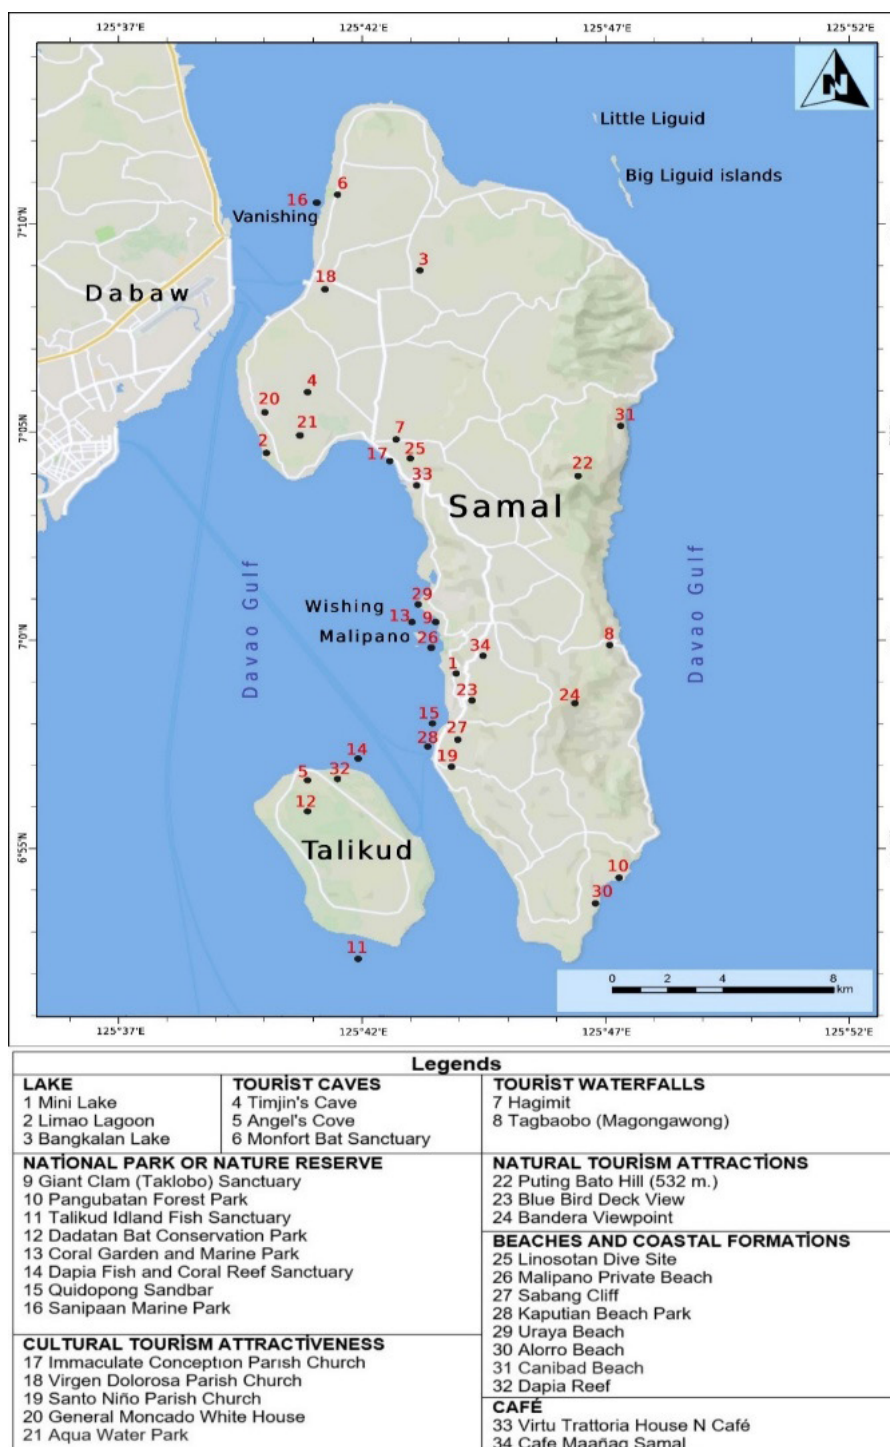 125°37'E 125°42'E 125°47'E 125°52'E
N
Little Liguid
Big Liguid islands
6
16
Vanishing
7°10'N
3
18
Dabaw
4
20
21
7
31
7°05'N
2
25
17
22
33
Samal
Davao Gulf
Davao Gulf
29
Wishing
13 9
Malipano
26
8
7°0'N
34
1
23
24
15
27
28
14
19
5 32
12
Talikud
6°55'N
10
30
11
0 2 4 8
km
125°37'E 125°42'E 125°47'E 125°52'E
Legends
LAKE
1 Mini Lake
2 Limao Lagoon
3 Bangkalan Lake
TOURİST CAVES
4 Timjin's Cave
5 Angel's Cove
6 Monfort Bat Sanctuary
TOURIST WATERFALLS
7 Hagimit
8 Tagbaobo (Magongawong)
NATİONAL PARK OR NATURE RESERVE
9 Giant Clam (Taklobo) Sanctuary
10 Pangubatan Forest Park
11 Talikud Idland Fish Sanctuary
12 Dadatan Bat Conservation Park
13 Coral Garden and Marine Park
14 Dapia Fish and Coral Reef Sanctuary
15 Quidopong Sandbar
16 Sanipaan Marine Park
NATURAL TOURISM ATTRACTIONS
22 Puting Bato Hill (532 m.)
23 Blue Bird Deck View
24 Bandera Viewpoint
BEACHES AND COASTAL FORMATİONS
25 Linosotan Dive Site
26 Malipano Private Beach
27 Sabang Cliff
28 Kaputian Beach Park
29 Uraya Beach
30 Alorro Beach
31 Canibad Beach
32 Dapia Reef
CULTURAL TOURISM ATTRACTİVENESS
17 Immaculate Conception Parish Church
18 Virgen Dolorosa Parish Church
19 Santo Niño Parish Church
20 General Moncado White House
21 Aqua Water Park
CAFÉ
33 Virtu Trattoria House N Café
34 Cafe Maañag Samal